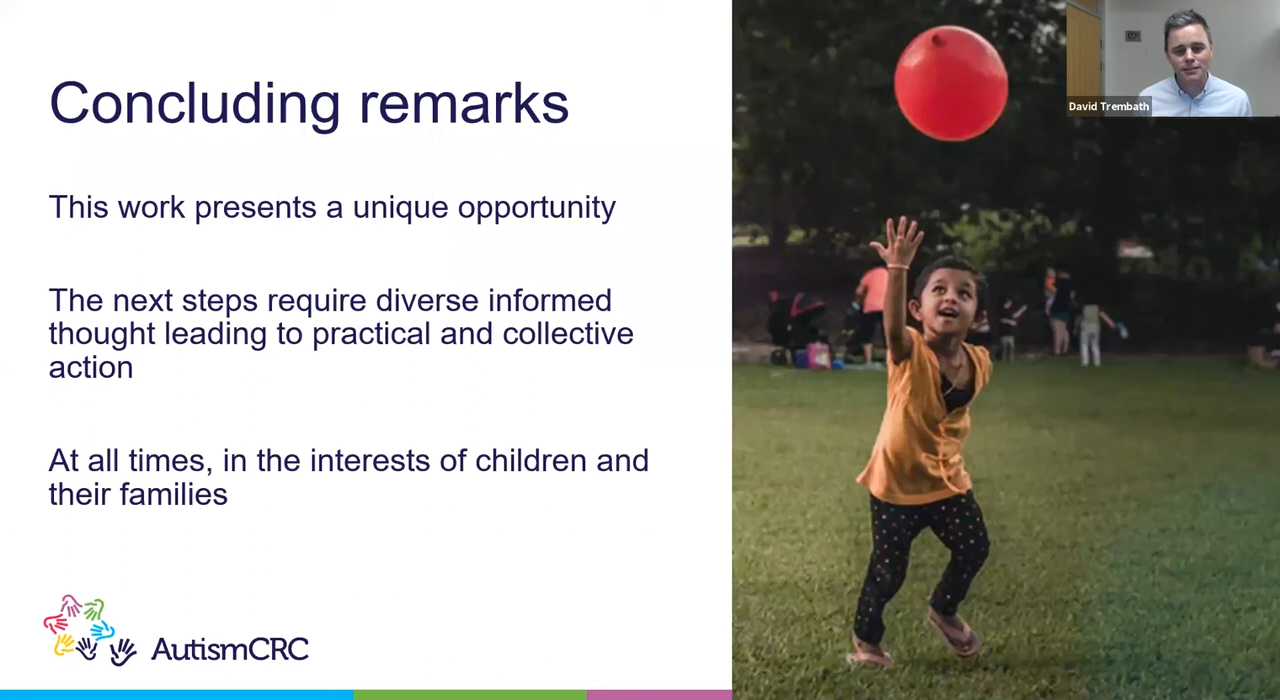 Concluding remarks
This work presents a unique opportunity
The next steps require diverse informed
thought leading to practical and collective
action
At all times, in the interests of children and
their families
AutismCRC
David Trembath